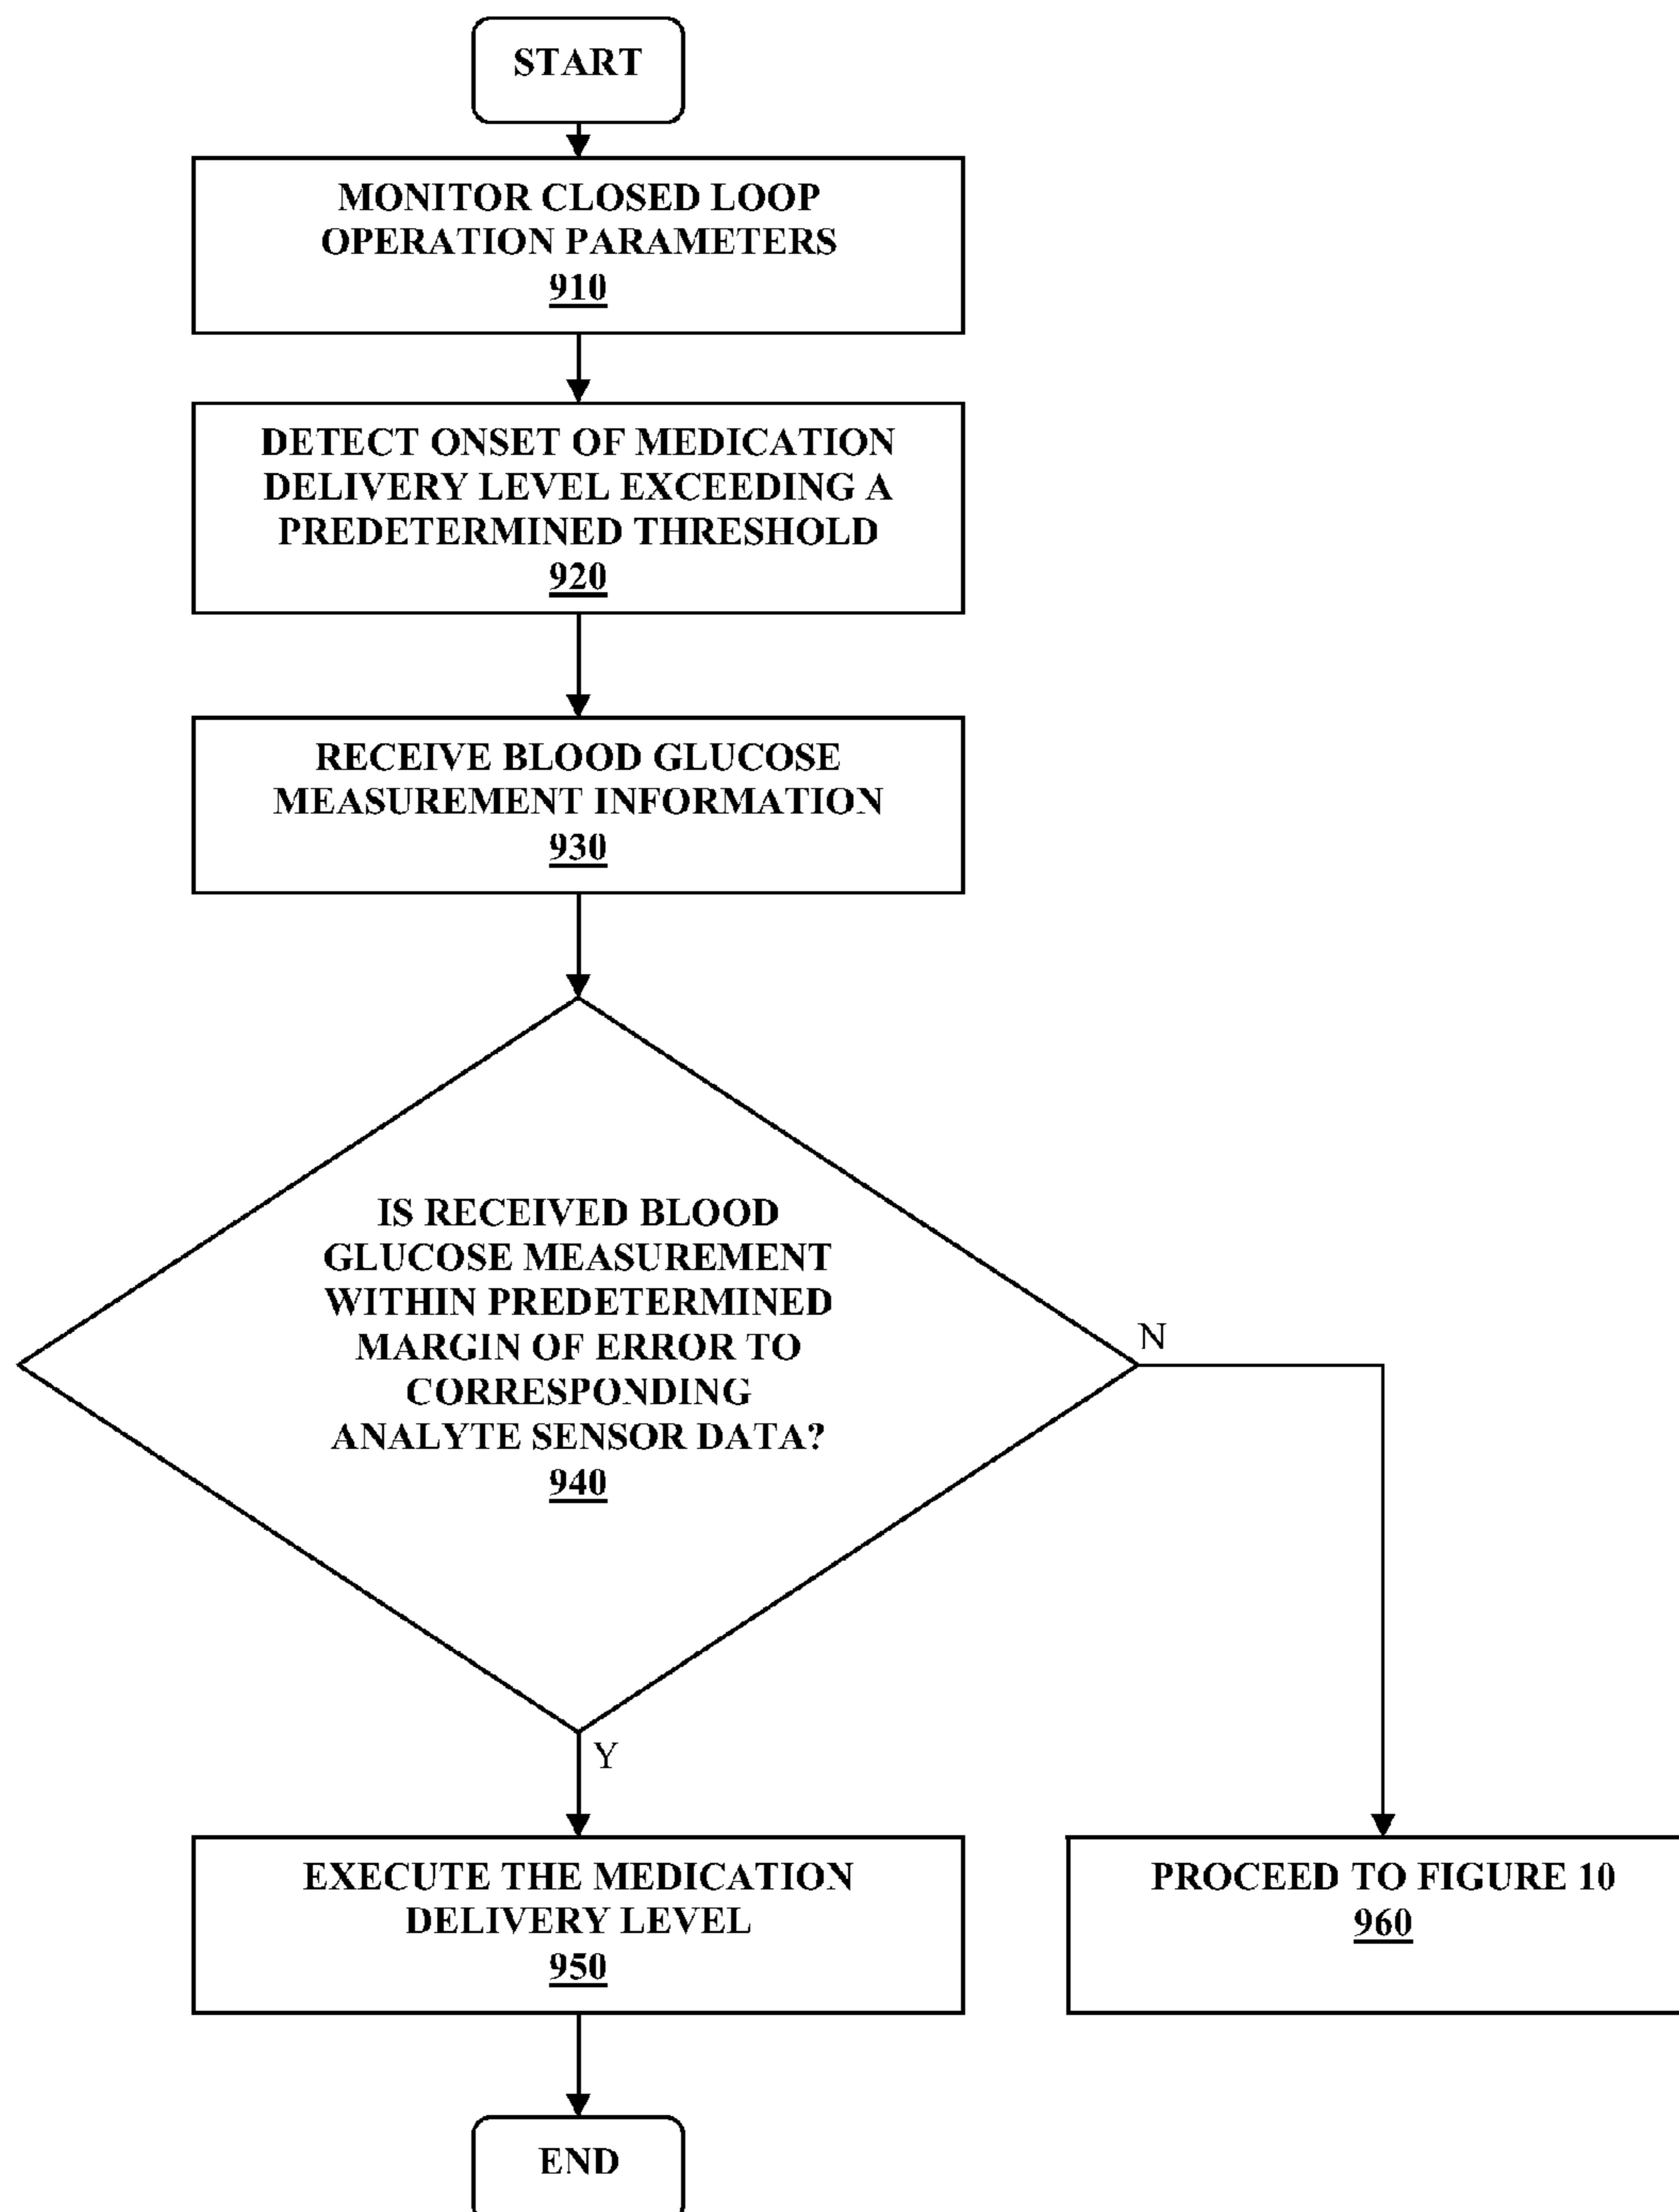 START
MONITOR CLOSED LOOP
OPERATION PARAMETERS
910
DETECT ONSET OF MEDICATION
DELIVERY LEVEL EXCEEDING A
PREDETERMINED THRESHOLD
920
RECEIVE BLOOD GLUCOSE
MEASUREMENT INFORMATION
930
IS RECEIVED BLOOD
GLUCOSE MEASUREMENT
WITHIN PREDETERMINED
MARGIN OF ERROR TO
CORRESPONDING
ANALYTE SENSOR DATA?
940
N
Y
EXECUTE THE MEDICATION
DELIVERY LEVEL
950
PROCEED TO FIGURE 10
960
END